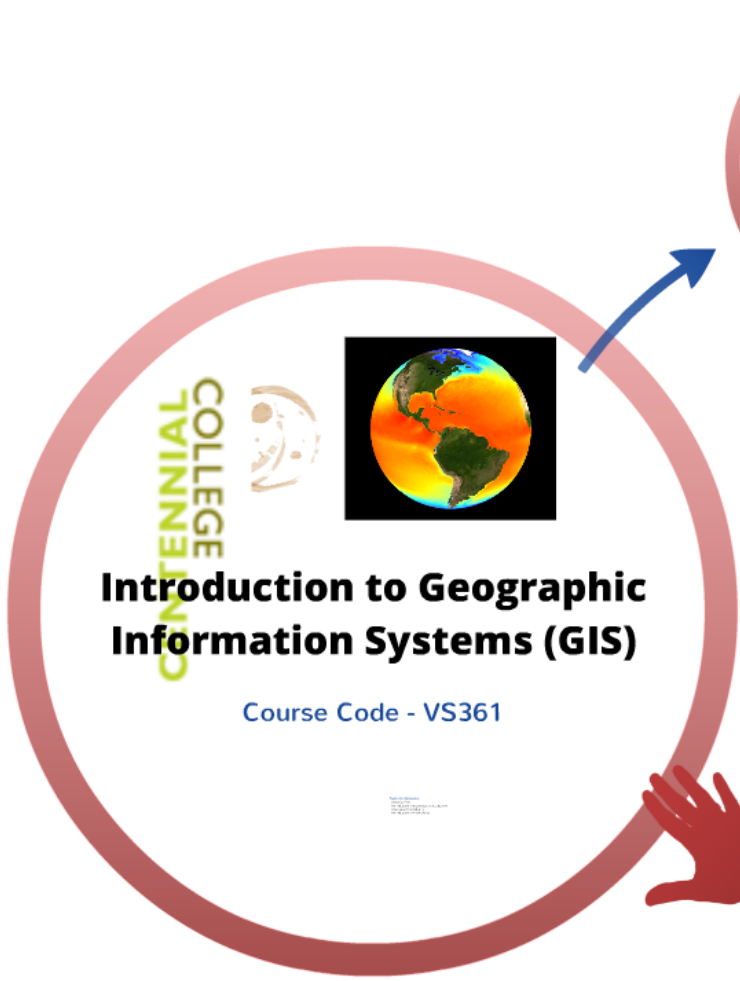 CENTENNIAL
COLLEGE
Introduction to Geographic
Information Systems (GIS)
Course Code - VS361